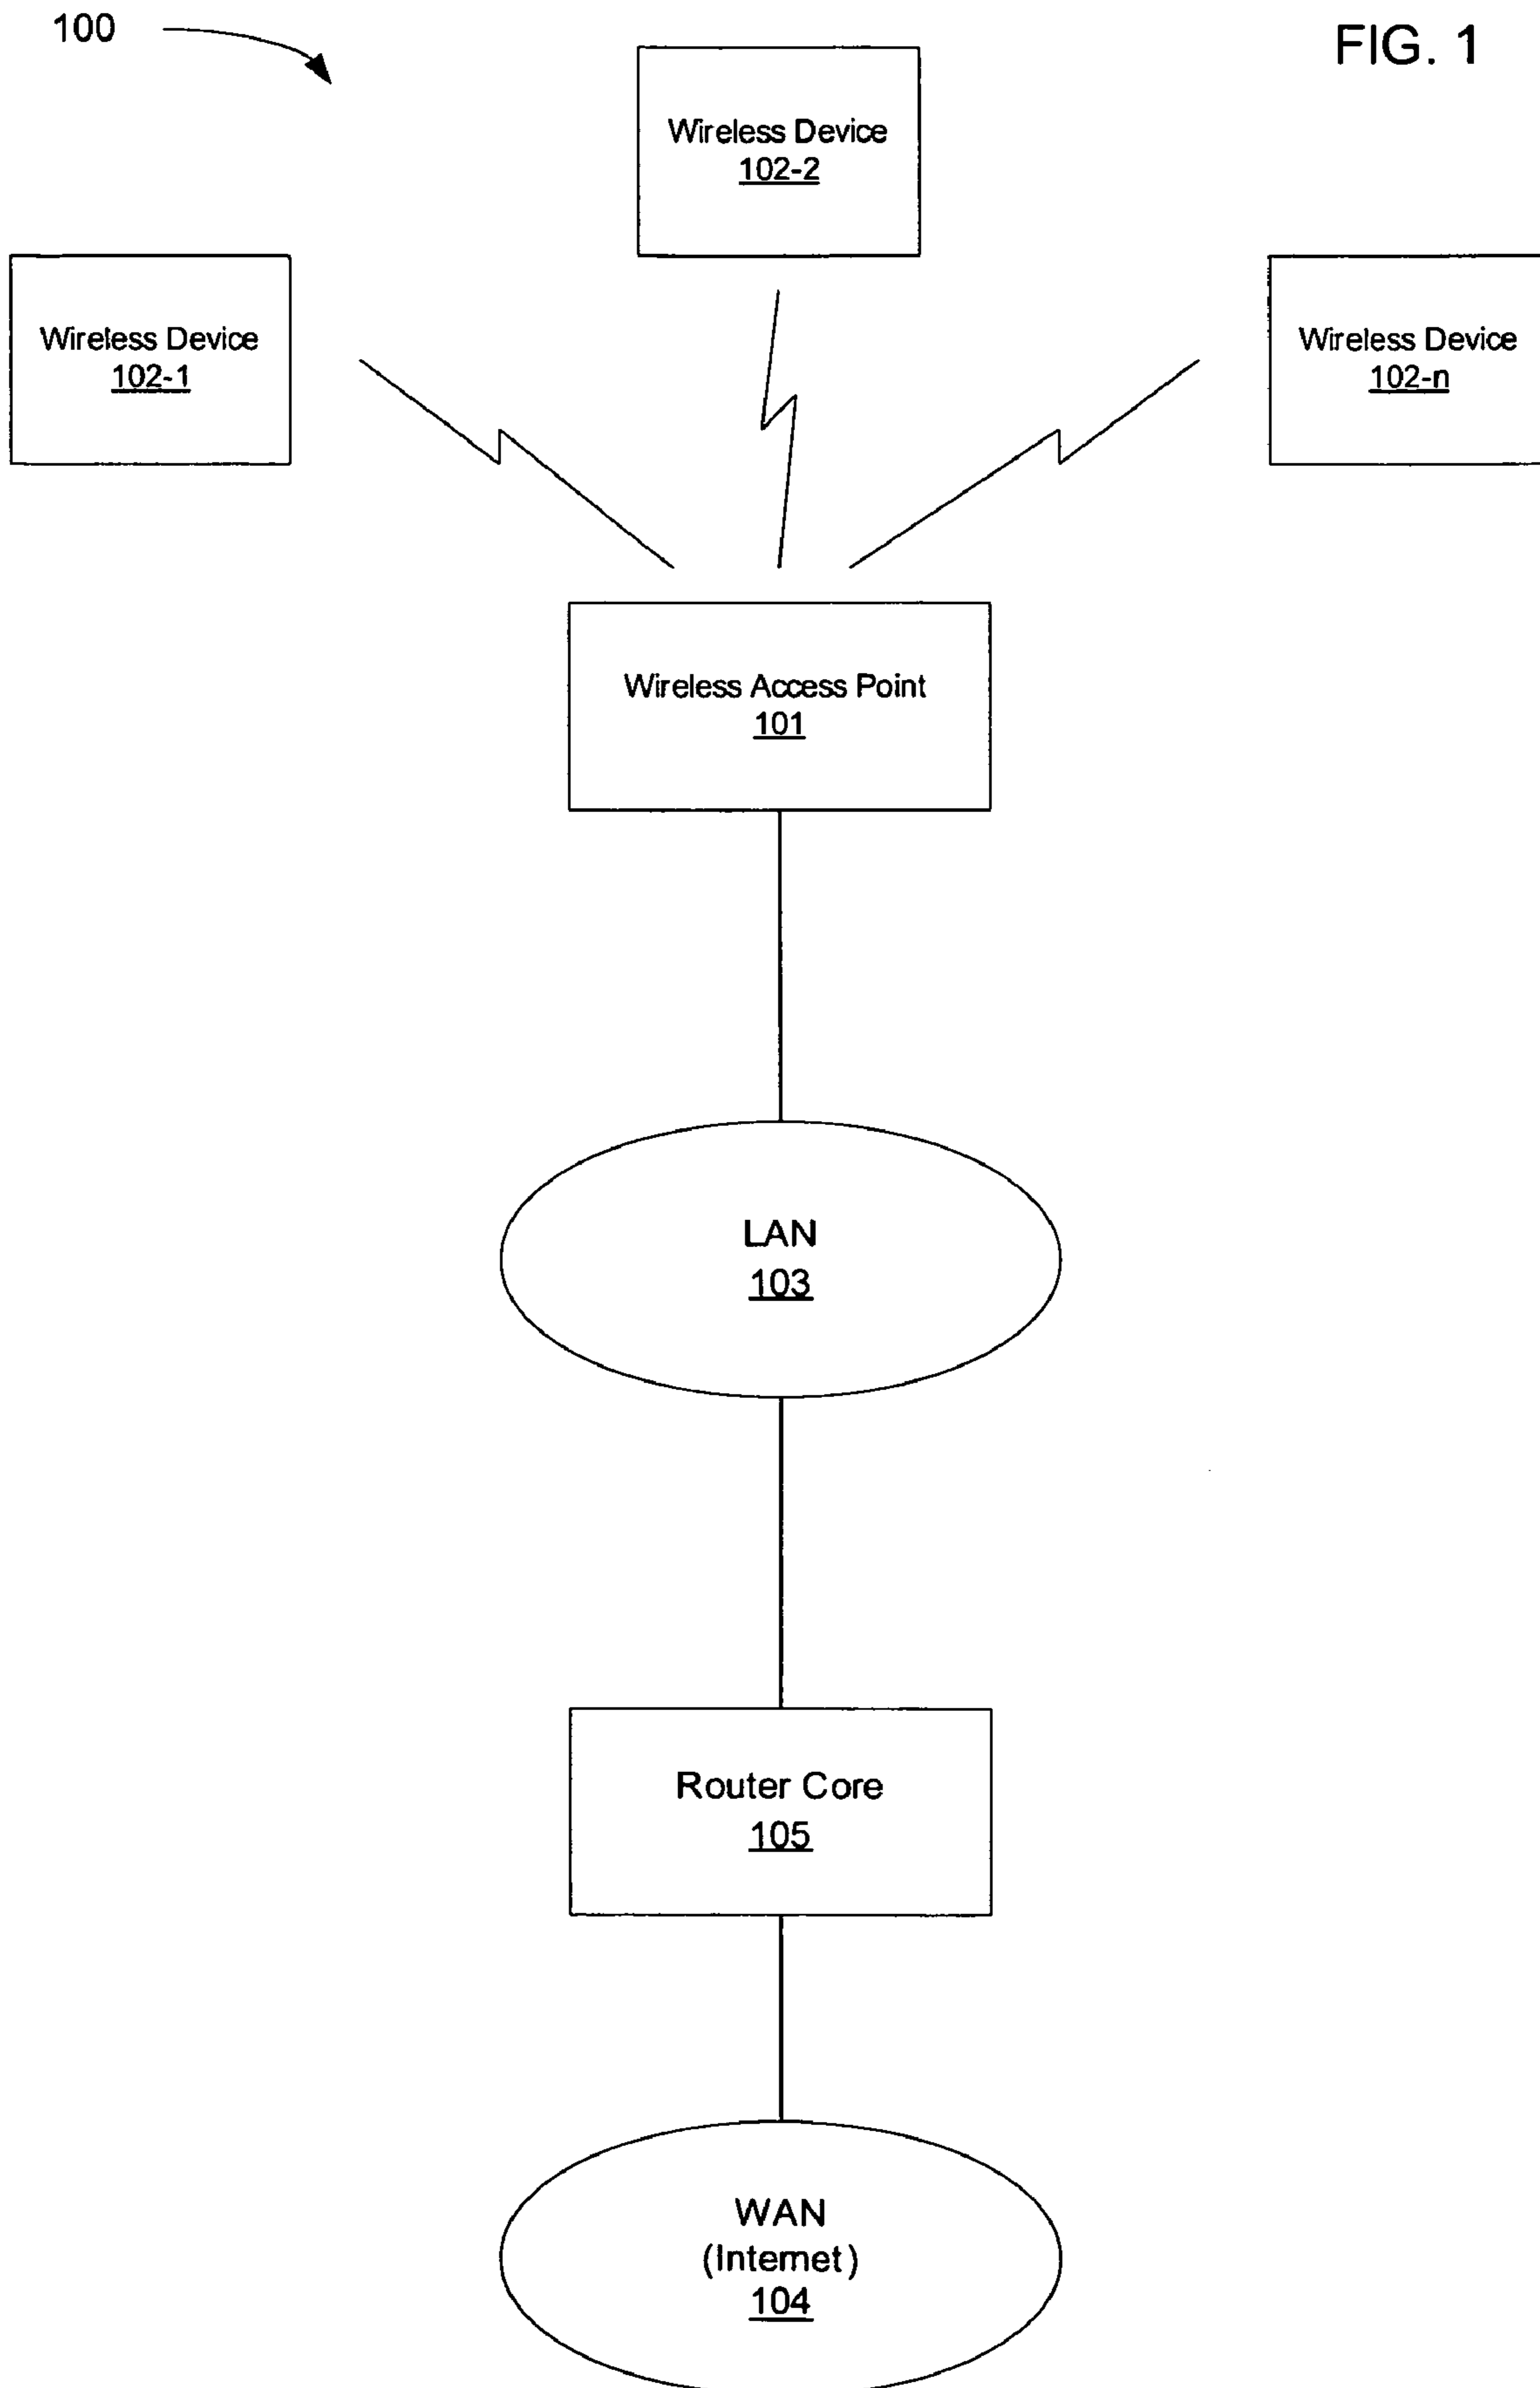 100
FIG. 1
Wireless Device
102-2
Wireless Device
102-1
Wireless Device
102-n
Wireless Access Point
101
LAN
103
Router Core
105
WAN
(Internet)
104